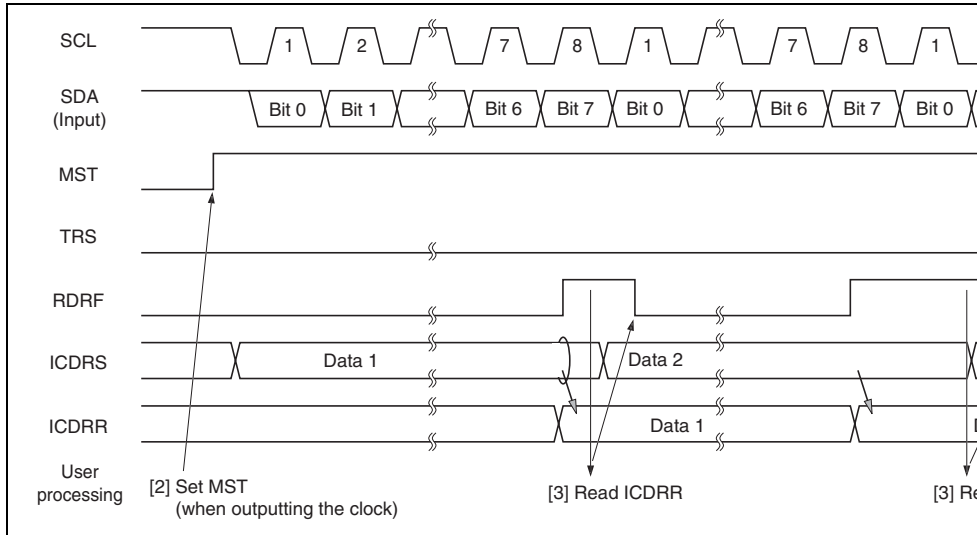 SCL
1 2 7 8 1 7 8 1
SDA
(Input)
Bit 0 Bit 1 Bit 6 Bit 7 Bit 0 Bit 6 Bit 7 Bit 0
MST
TRS
RDRF
ICDRS
Data 1 Data 2
ICDRR
Data 1
User
processing
[2] Set MST
(when outputting the clock)
[3] Read ICDRR
[3]